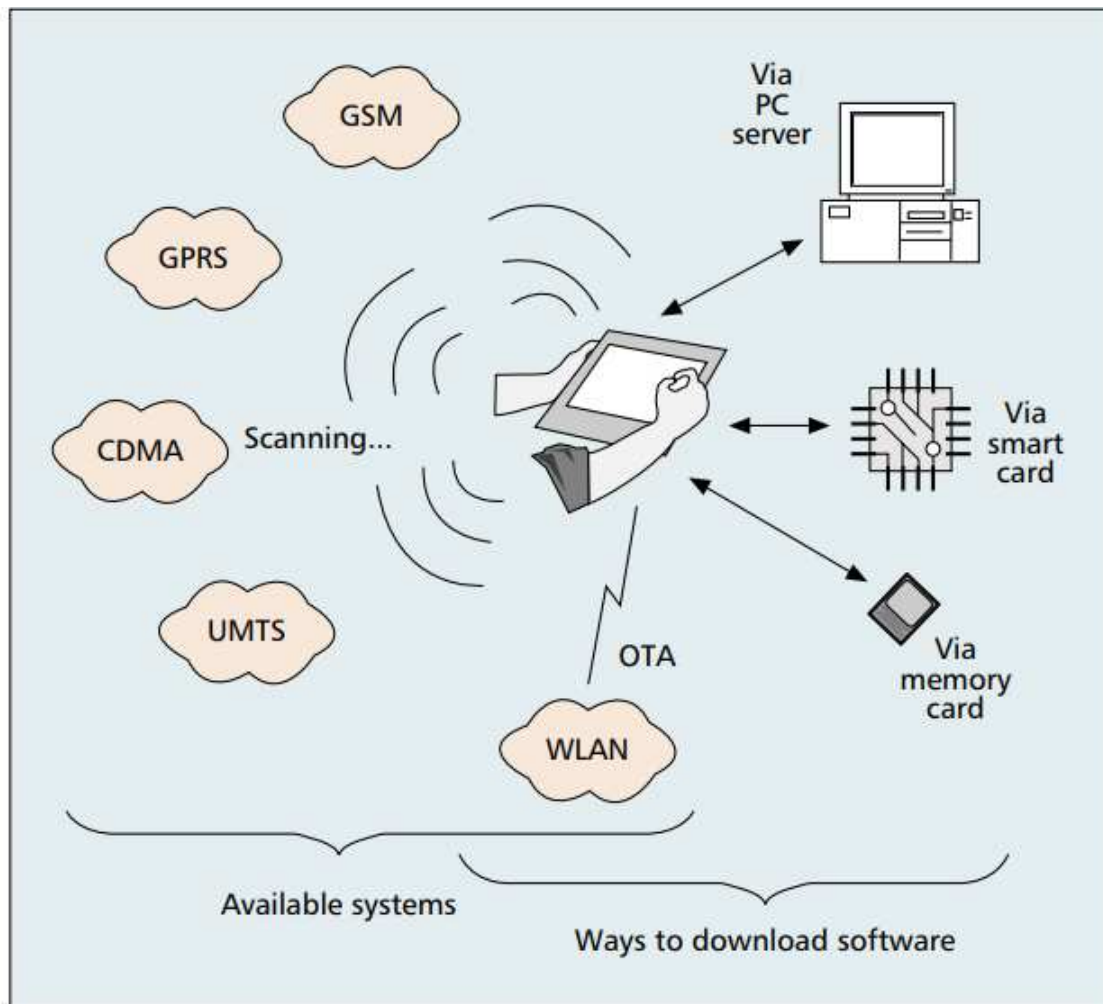 GSM
Via
PC
server
GPRS
CDMA
Scanning...
Via
smart
card
UMTS
OTA
Via
memory
card
WLAN
Available systems
Ways to download software